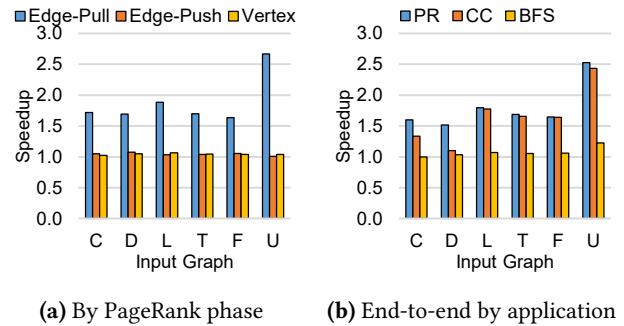 Edge-Pull Edge-Push Vertex
3.0
2.5
2.0
1.5
1.0
0.5
0.0
Speedup
C D L T F U
Input Graph
(a) By PageRank phase
PR CC BFS
3.0
2.5
2.0
1.5
1.0
0.5
0.0
Speedup
C D L T F U
Input Graph
(b) End-to-end by application